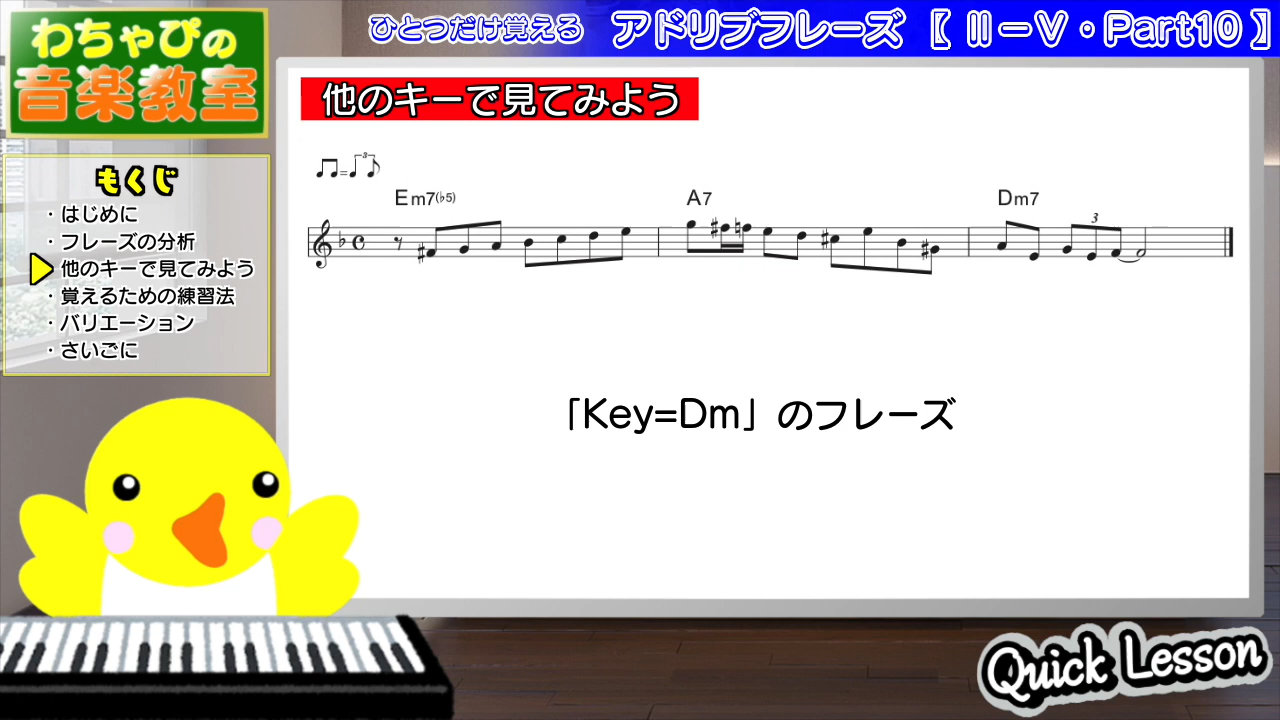 わちゃぴの
音楽教室
ひとつだけ覚える アドリブフレーズ 【 II－V・Part10 】
もくじ
・はじめに
・フレーズの分析
・他のキーで見てみよう
・覚えるための練習法
・バリエーション
・さいごに
他のキーで見てみよう
3
Em7(♭5) A7 Dm7
3
「Key=Dm」のフレーズ
Quick Lesson